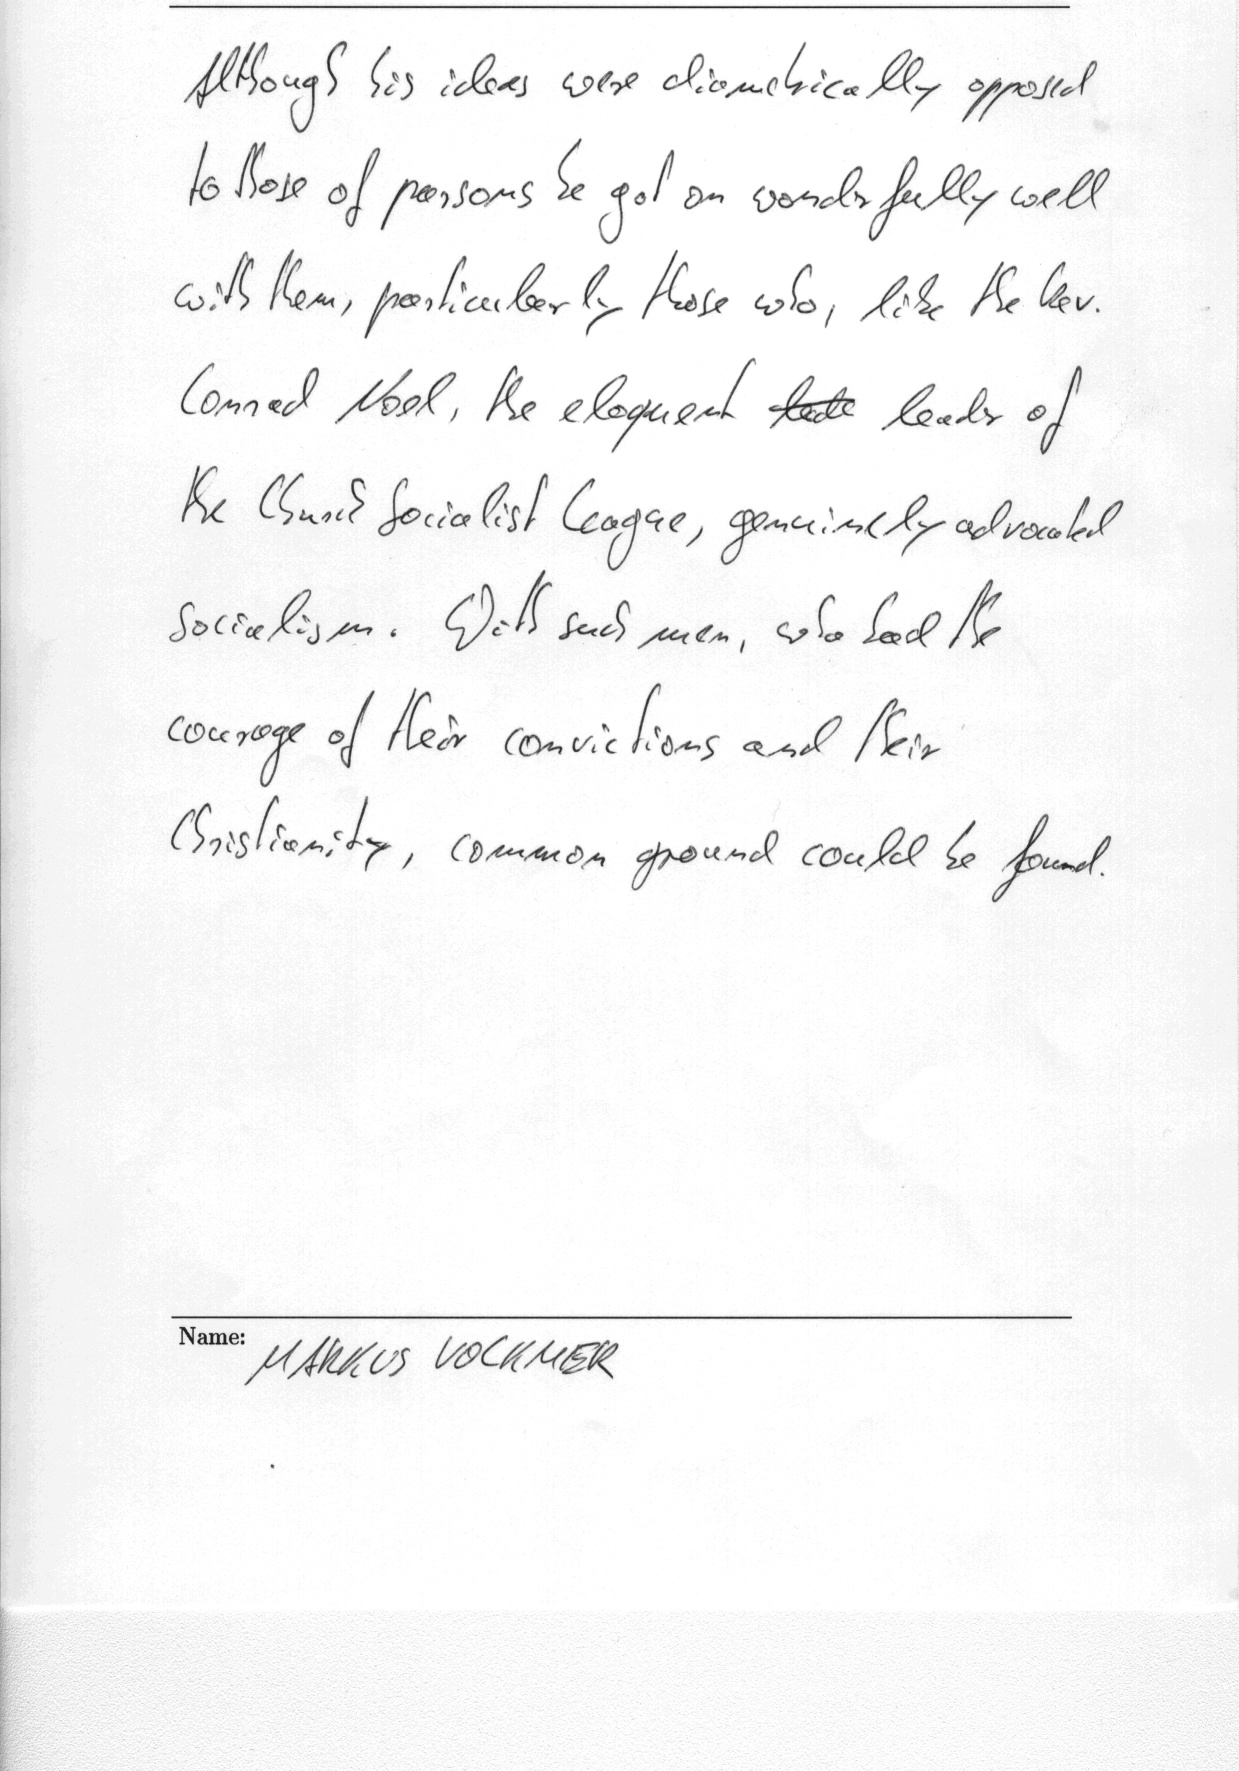 Although his ideas were diametrically opposed
to those of parsons he got on wonderfully well
with them, particularly those who, like the Rev.
Conrad Noel, the eloquent leader of
the Church Socialist League, genuinely advocated
socialism. With such men, who had the
courage of their convictions and their
Christianity, common ground could be found.
Name:
MARKUS VOCKMER